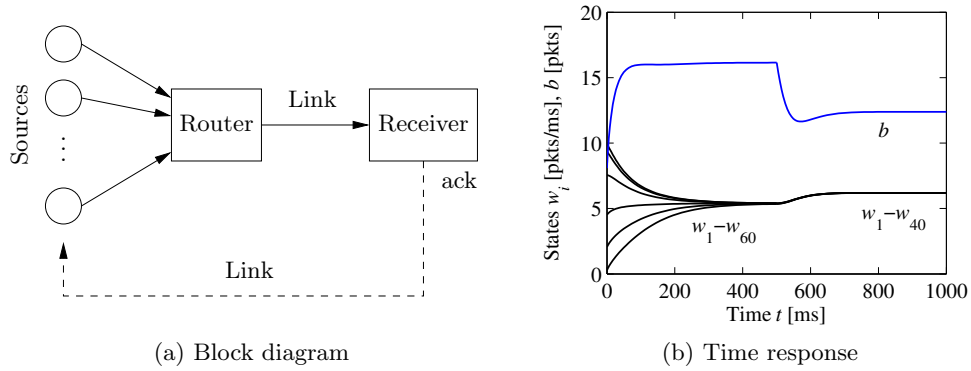 Sources
⋮
Router
Link
Receiver
ack
Link
(a) Block diagram
States w_i [pkts/ms], b [pkts]
20
15
10
5
0
b
w_1−w_60
w_1−w_40
0 200 400 600 800 1000
Time t [ms]
(b) Time response